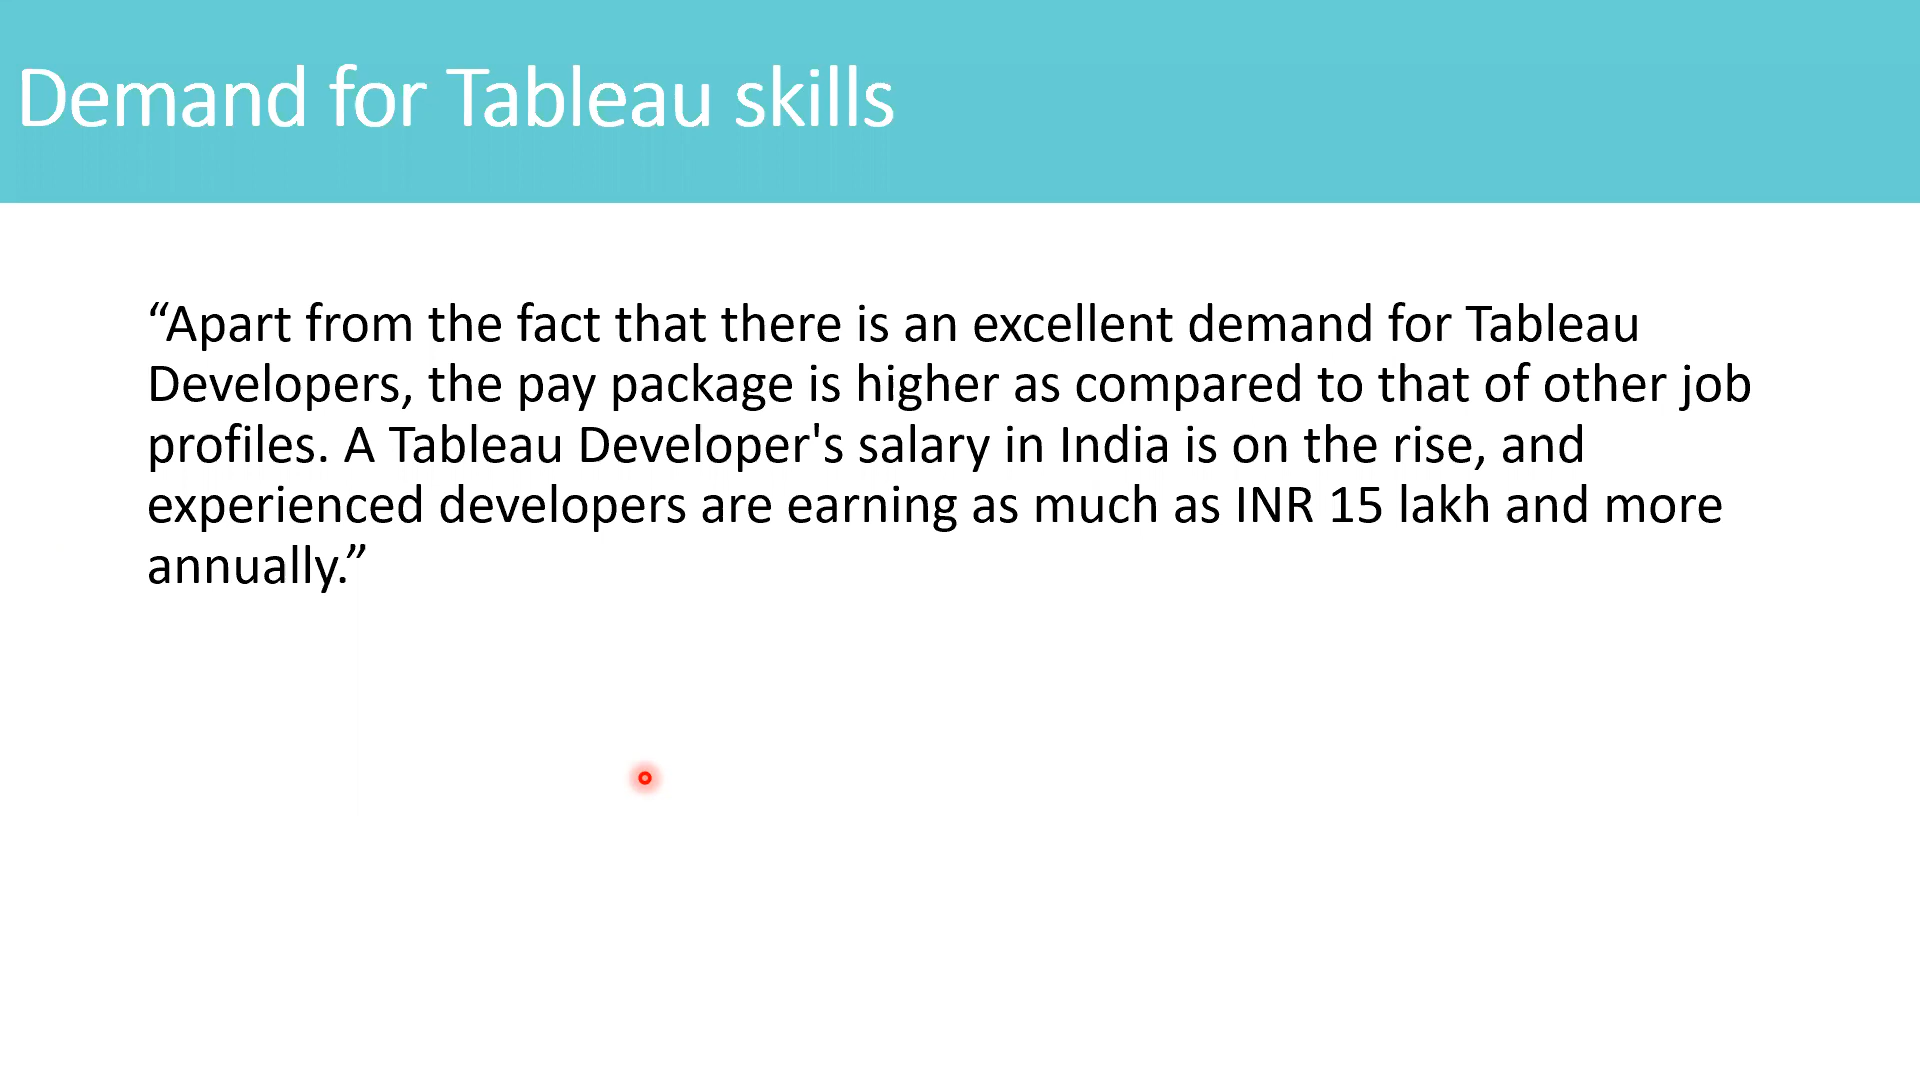 Demand for Tableau skills
“Apart from the fact that there is an excellent demand for Tableau
Developers, the pay package is higher as compared to that of other job
profiles. A Tableau Developer's salary in India is on the rise, and
experienced developers are earning as much as INR 15 lakh and more
annually.”